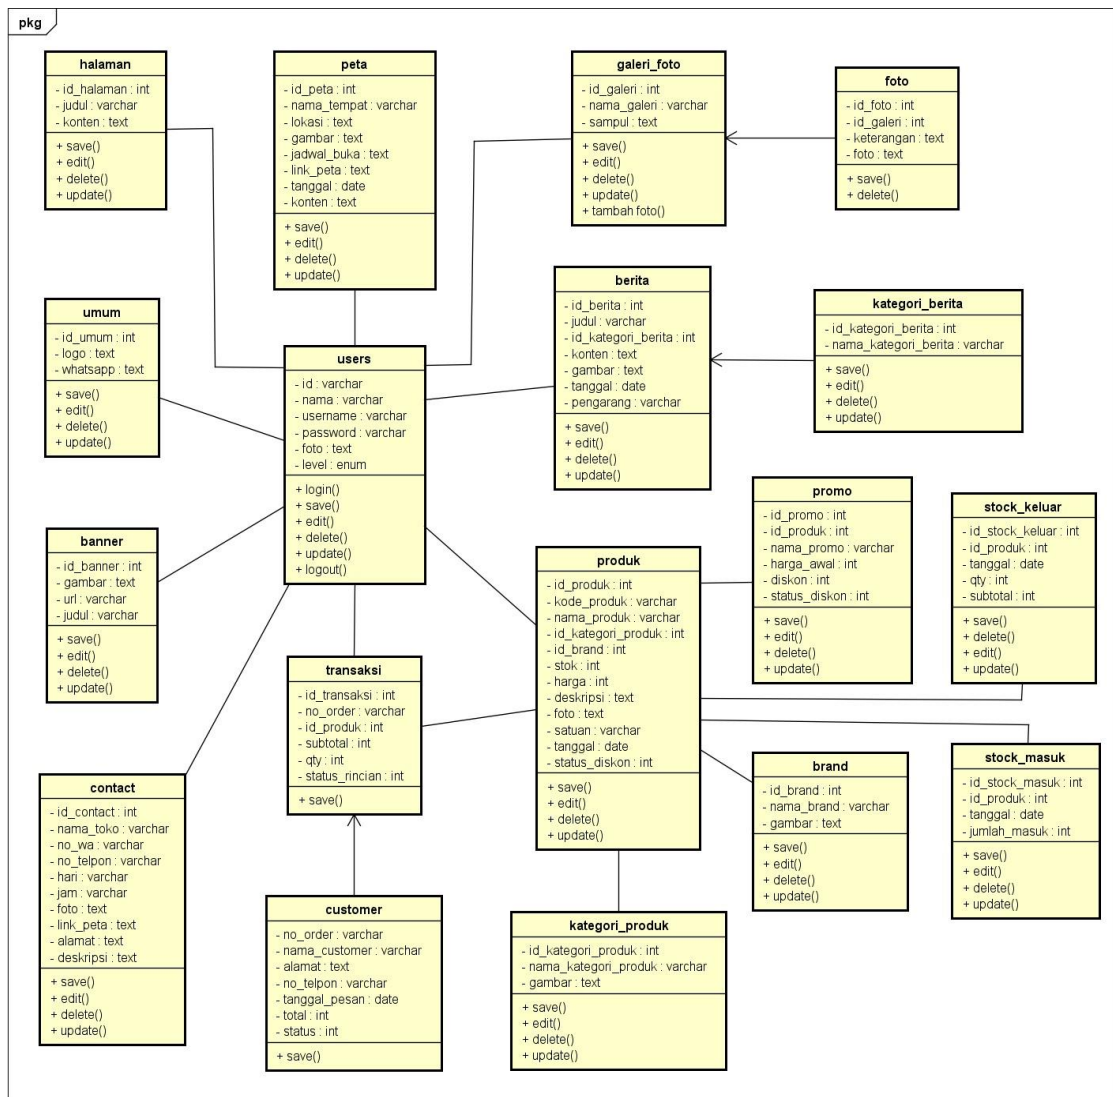 pkg
halaman
- id_halaman : int
- judul : varchar
- konten : text
+ save()
+ edit()
+ delete()
+ update()
peta
- id_peta : int
- nama_tempat : varchar
- lokasi : text
- gambar : text
- jadwal_buka : text
- link_peta : text
- tanggal : date
- konten : text
+ save()
+ edit()
+ delete()
+ update()
galeri_foto
- id_galeri : int
- nama_galeri : varchar
- sampul : text
+ save()
+ edit()
+ delete()
+ update()
+ tambah foto()
foto
- id_foto : int
- id_galeri : int
- keterangan : text
- foto : text
+ save()
+ delete()
umum
- id_umum : int
- logo : text
- whatsapp : text
+ save()
+ edit()
+ delete()
+ update()
users
- id : varchar
- nama : varchar
- username : varchar
- password : varchar
- foto : text
- level : enum
+ login()
+ save()
+ edit()
+ delete()
+ update()
+ logout()
berita
- id_berita : int
- judul : varchar
- id_kategori_berita : int
- konten : text
- gambar : text
- tanggal : date
- pengarang : varchar
+ save()
+ edit()
+ delete()
+ update()
kategori_berita
- id_kategori_berita : int
- nama_kategori_berita : varchar
+ save()
+ edit()
+ delete()
+ update()
banner
- id_banner : int
- gambar : text
- url : varchar
- judul : varchar
+ save()
+ edit()
+ delete()
+ update()
produk
- id_produk : int
- kode_produk : varchar
- nama_produk : varchar
- id_kategori_produk : int
- id_brand : int
- stok : int
- harga : int
- deskripsi : text
- foto : text
- satuan : varchar
- tanggal : date
- status_diskon : int
+ save()
+ edit()
+ delete()
+ update()
promo
- id_promo : int
- id_produk : int
- nama_promo : varchar
- harga_awal : int
- diskon : int
- status_diskon : int
+ save()
+ edit()
+ delete()
+ update()
stock_keluar
- id_stock_keluar : int
- id_produk : int
- tanggal : date
- qty : int
- subtotal : int
+ save()
+ delete()
+ edit()
+ update()
transaksi
- id_transaksi : int
- no_order : varchar
- id_produk : int
- subtotal : int
- qty : int
- status_rincian : int
+ save()
contact
- id_contact : int
- nama_toko : varchar
- no_wa : varchar
- no_telpon : varchar
- hari : varchar
- jam : varchar
- foto : text
- link_peta : text
- alamat : text
- deskripsi : text
+ save()
+ edit()
+ delete()
+ update()
brand
- id_brand : int
- nama_brand : varchar
- gambar : text
+ save()
+ edit()
+ delete()
+ update()
stock_masuk
- id_stock_masuk : int
- id_produk : int
- tanggal : date
- jumlah_masuk : int
+ save()
+ edit()
+ delete()
+ update()
customer
- no_order : varchar
- nama_customer : varchar
- alamat : text
- no_telpon : varchar
- tanggal_pesan : date
- total : int
- status : int
+ save()
kategori_produk
- id_kategori_produk : int
- nama_kategori_produk : varchar
- gambar : text
+ save()
+ edit()
+ delete()
+ update()